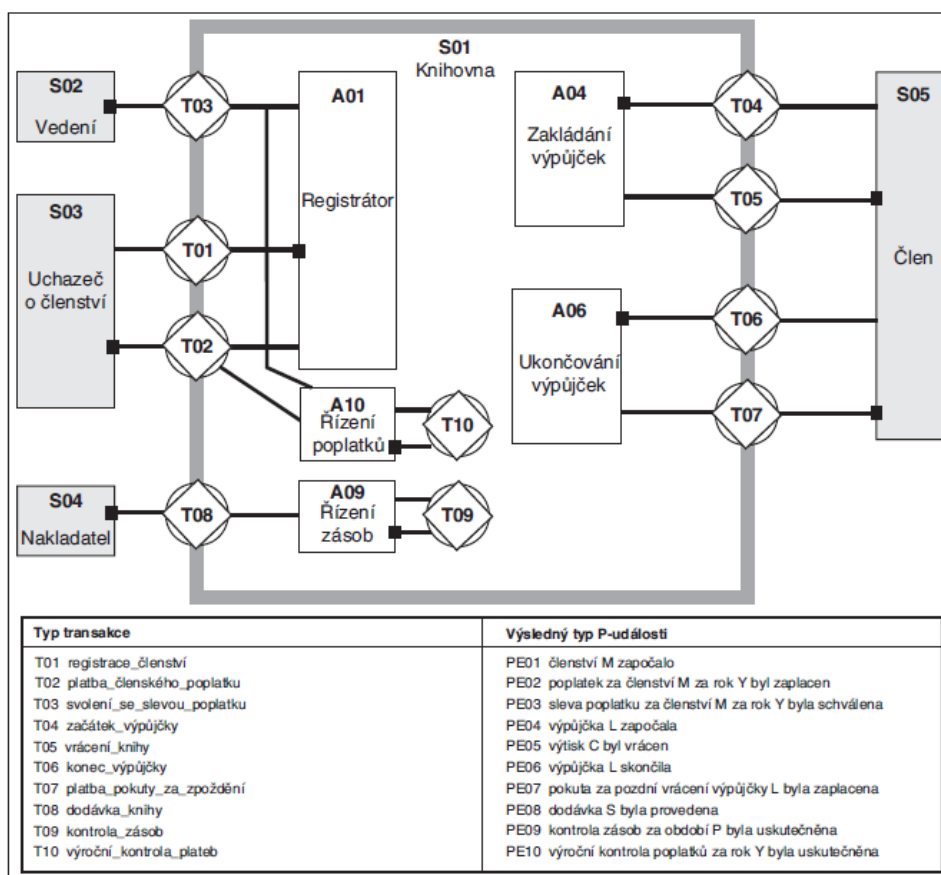 S01
Knihovna
S02
Vedení
T03
A01
Registrátor
A04
Zakládání
výpůjček
T04
S05
Člen
T05
S03
Uchazeč
o členství
T01
T02
A06
Ukončování
výpůjček
T06
T07
A10
Řízení
poplatků
T10
S04
Nakladatel
T08
A09
Řízení
zásob
T09
Typ transakce
T01 registrace_členství
T02 platba_členského_poplatku
T03 svolení_se_slevou_poplatku
T04 začátek_výpůjčky
T05 vrácení_knihy
T06 konec_výpůjčky
T07 platba_pokuty_za_zpoždění
T08 dodávka_knihy
T09 kontrola_zásob
T10 výroční_kontrola_plateb
Výsledný typ P-události
PE01 členství M započalo
PE02 poplatek za členství M za rok Y byl zaplacen
PE03 sleva poplatku za členství M za rok Y byla schválena
PE04 výpůjčka L započala
PE05 výtisk C byl vrácen
PE06 výpůjčka L skončila
PE07 pokuta za pozdní vrácení výpůjčky L byla zaplacena
PE08 dodávka S byla provedena
PE09 kontrola zásob za období P byla uskutečněna
PE10 výroční kontrola poplatků za rok Y byla uskutečněna